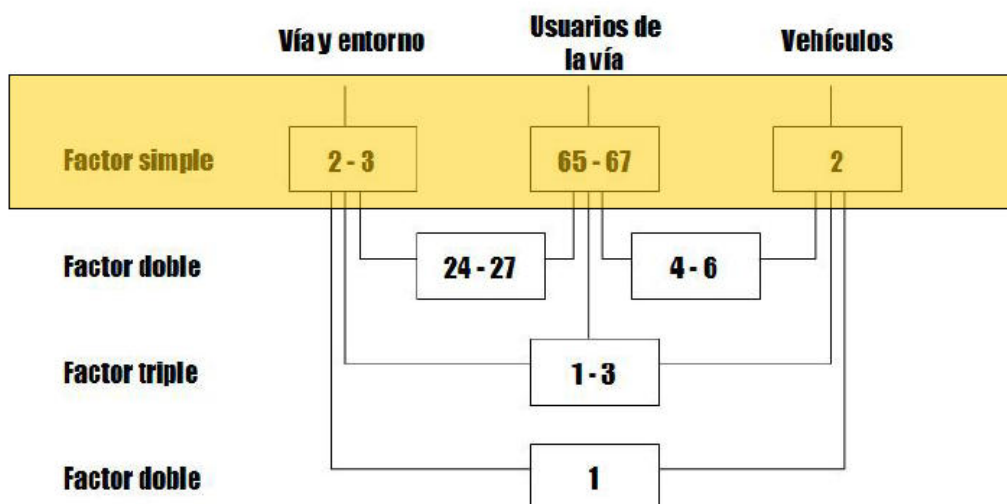 Vía y entorno
Usuarios de
la vía
Vehículos
Factor simple
2 - 3
65 - 67
2
Factor doble
24 - 27
4 - 6
Factor triple
1 - 3
Factor doble
1